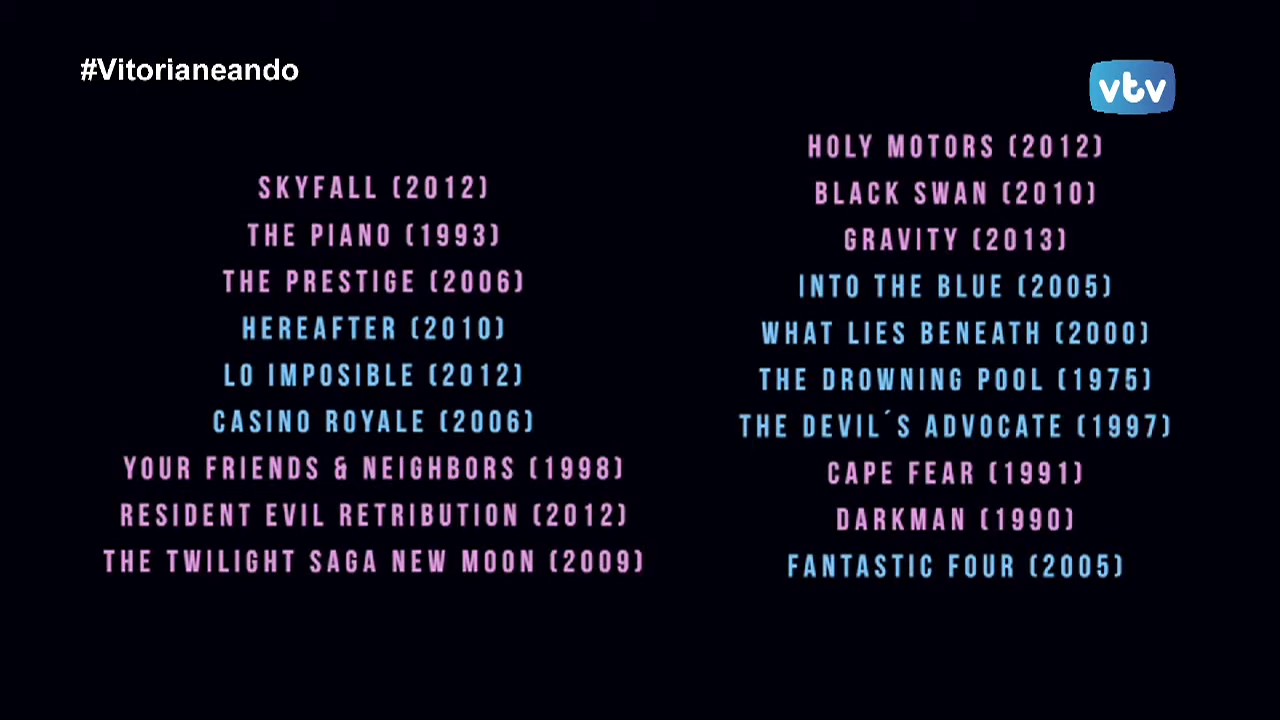 #Vitorianeando
vtv
SKYFALL (2012)
THE PIANO (1993)
THE PRESTIGE (2006)
HEREAFTER (2010)
LO IMPOSIBLE (2012)
CASINO ROYALE (2006)
YOUR FRIENDS & NEIGHBORS (1998)
RESIDENT EVIL RETRIBUTION (2012)
THE TWILIGHT SAGA NEW MOON (2009)
HOLY MOTORS (2012)
BLACK SWAN (2010)
GRAVITY (2013)
INTO THE BLUE (2005)
WHAT LIES BENEATH (2000)
THE DROWNING POOL (1975)
THE DEVIL´S ADVOCATE (1997)
CAPE FEAR (1991)
DARKMAN (1990)
FANTASTIC FOUR (2005)